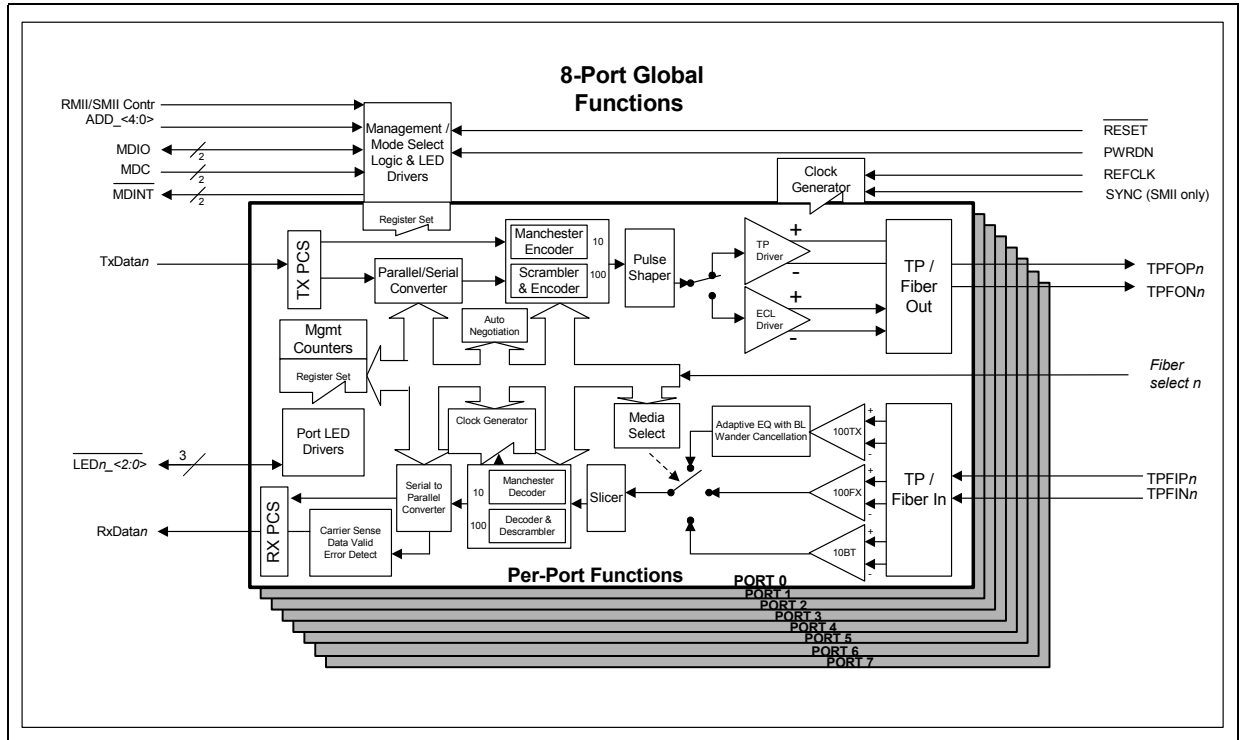 8-Port Global
Functions
RMII/SMII Contr
ADD_<4:0>
MDIO
2
MDC
2
MDINT
2
Management /
Mode Select
Logic & LED
Drivers
Register Set
Clock
Generator
RESET
PWRDN
REFCLK
SYNC (SMII only)
TxDatan
TX PCS
Parallel/Serial
Converter
Manchester
Encoder
10
Scrambler
& Encoder
100
Pulse
Shaper
TP
Driver
+
-
ECL
Driver
+
-
TP /
Fiber
Out
TPFOPn
TPFONn
Mgmt
Counters
Register Set
Auto
Negotiation
Fiber
select n
Port LED
Drivers
LEDn_<2:0>
3
Clock Generator
Media
Select
Adaptive EQ with BL
Wander Cancellation
100TX
+
-
100FX
+
-
10BT
+
-
TP /
Fiber In
TPFIPn
TPFINn
RxDatan
RX PCS
Serial to
Parallel
Converter
Carrier Sense
Data Valid
Error Detect
10
Manchester
Decoder
100
Decoder &
Descrambler
Slicer
Per-Port Functions
PORT 0
PORT 1
PORT 2
PORT 3
PORT 4
PORT 5
PORT 6
PORT 7